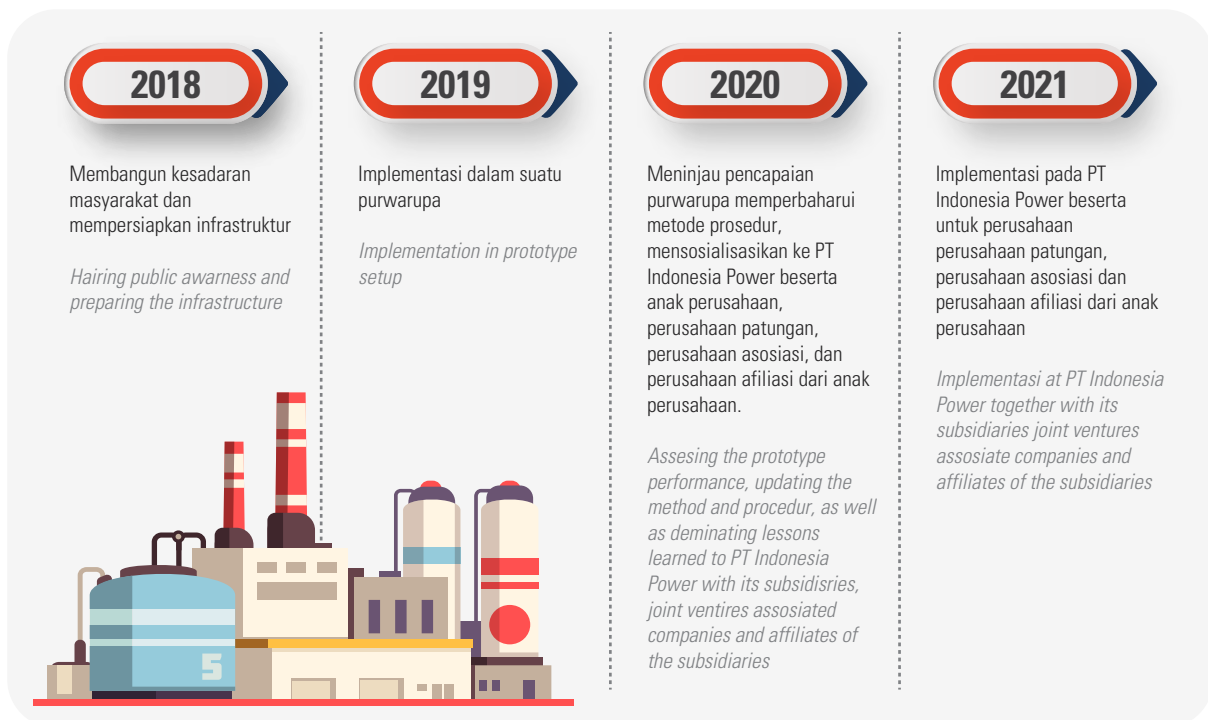 2018
Membangun kesadaran
masyarakat dan
mempersiapkan infrastruktur
Hairing public awarness and
preparing the infrastructure
2019
Implementasi dalam suatu
purwarupa
Implementation in prototype
setup
2020
Meninjau pencapaian
purwarupa memperbaharui
metode prosedur,
mensosialisasikan ke PT
Indonesia Power beserta
anak perusahaan,
perusahaan patungan,
perusahaan asosiasi, dan
perusahaan afiliasi dari anak
perusahaan.
Assesing the prototype
performance, updating the
method and procedur, as well
as deminating lessons
learned to PT Indonesia
Power with its subsidisries,
joint ventires assosiated
companies and affiliates of
the subsidiaries
2021
Implementasi pada PT
Indonesia Power beserta
untuk perusahaan
perusahaan patungan,
perusahaan asosiasi dan
perusahaan afiliasi dari anak
perusahaan
Implementasi at PT Indonesia
Power together with its
subsidiaries joint ventures
assosiate companies and
affiliates of the subsidiaries
5